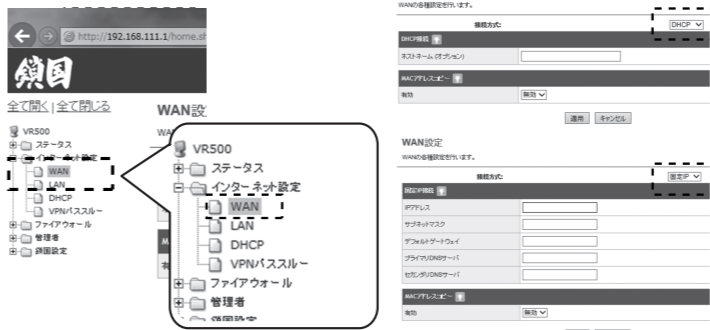 http://192.168.111.1/home.sh
鎖国
全て開く | 全て閉じる
VR500
ステータス
インターネット設定
WAN
LAN
DHCP
VPNパススルー
ファイアウォール
管理者
鎖国設定
WAN設
WA
VR500
ステータス
インターネット設定
WAN
LAN
DHCP
VPNパススルー
ファイアウォール
管理者
鎖国設定
M
有
WANの各種設定を行います。
接続方式:
DHCP
DHCP接続
ホストネーム (オプション)
MACアドレスコピー
有効
無効
適用
キャンセル
WAN設定
WANの各種設定を行います。
接続方式:
固定IP
固定IP接続
IPアドレス
サブネットマスク
デフォルトゲートウェイ
プライマリDNSサーバ
セカンダリDNSサーバ
MACアドレスコピー
有効
無効